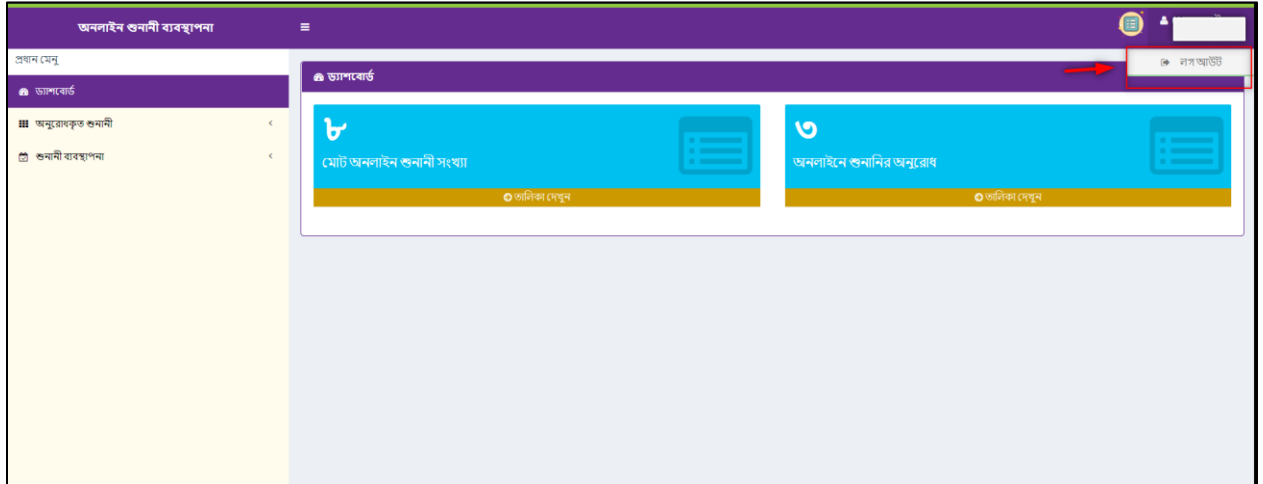 অনলাইন শুনানী ব্যবস্থাপনা
প্রধান মেনু
লগ আউট
ড্যাশবোর্ড
ড্যাশবোর্ড
অনুরোধকৃত শুনানী
শুনানী ব্যবস্থাপনা
৮
মোট অনলাইন শুনানী সংখ্যা
তালিকা দেখুন
৩
অনলাইনে শুনানির অনুরোধ
তালিকা দেখুন